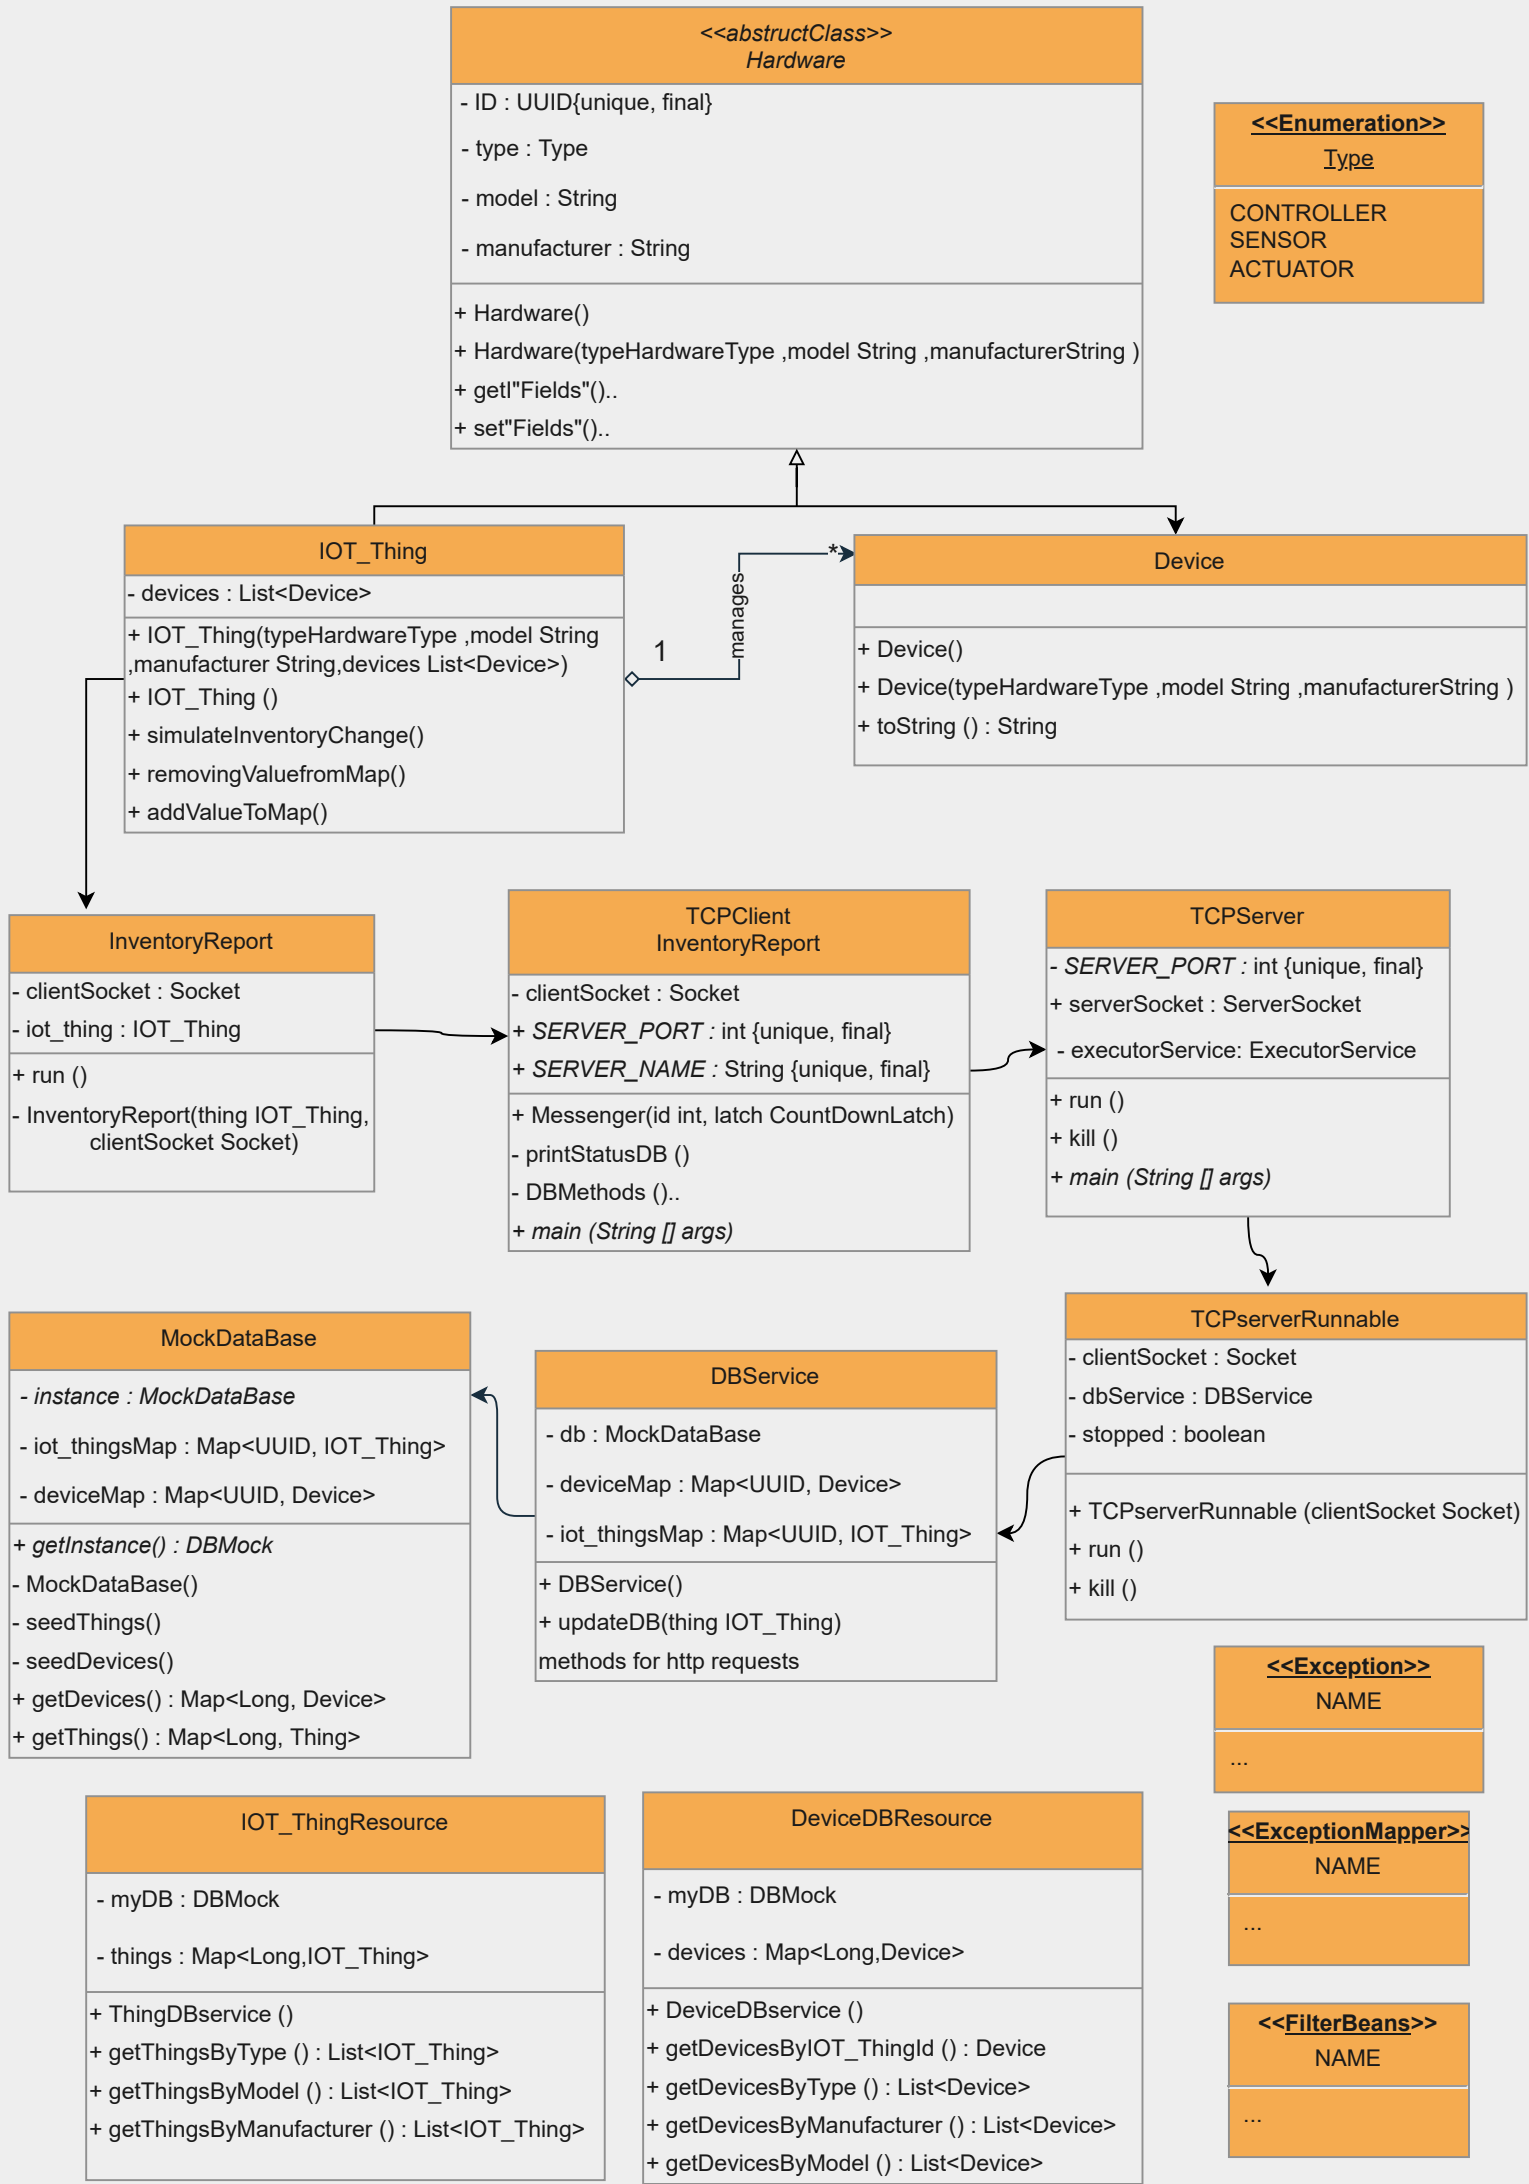 <<abstructClass>>
Hardware
- ID : UUID{unique, final}
- type : Type
- model : String
- manufacturer : String
+ Hardware()
+ Hardware(typeHardwareType ,model String ,manufacturerString )
+ getI"Fields"()..
+ set"Fields"()..
<<Enumeration>>
Type
CONTROLLER
SENSOR
ACTUATOR
IOT_Thing
- devices : List<Device>
+ IOT_Thing(typeHardwareType ,model String
,manufacturer String,devices List<Device>)
+ IOT_Thing ()
+ simulateInventoryChange()
+ removingValuefromMap()
+ addValueToMap()
1
manages
*
Device
+ Device()
+ Device(typeHardwareType ,model String ,manufacturerString )
+ toString () : String
InventoryReport
- clientSocket : Socket
- iot_thing : IOT_Thing
+ run ()
- InventoryReport(thing IOT_Thing,
clientSocket Socket)
TCPClient
InventoryReport
- clientSocket : Socket
+ SERVER_PORT : int {unique, final}
+ SERVER_NAME : String {unique, final}
+ Messenger(id int, latch CountDownLatch)
- printStatusDB ()
- DBMethods ()..
+ main (String [] args)
TCPServer
- SERVER_PORT : int {unique, final}
+ serverSocket : ServerSocket
- executorService: ExecutorService
+ run ()
+ kill ()
+ main (String [] args)
MockDataBase
- instance : MockDataBase
- iot_thingsMap : Map<UUID, IOT_Thing>
- deviceMap : Map<UUID, Device>
+ getInstance() : DBMock
- MockDataBase()
- seedThings()
- seedDevices()
+ getDevices() : Map<Long, Device>
+ getThings() : Map<Long, Thing>
DBService
- db : MockDataBase
- deviceMap : Map<UUID, Device>
- iot_thingsMap : Map<UUID, IOT_Thing>
+ DBService()
+ updateDB(thing IOT_Thing)
methods for http requests
TCPserverRunnable
- clientSocket : Socket
- dbService : DBService
- stopped : boolean
+ TCPserverRunnable (clientSocket Socket)
+ run ()
+ kill ()
<<Exception>>
NAME
...
IOT_ThingResource
- myDB : DBMock
- things : Map<Long,IOT_Thing>
+ ThingDBservice ()
+ getThingsByType () : List<IOT_Thing>
+ getThingsByModel () : List<IOT_Thing>
+ getThingsByManufacturer () : List<IOT_Thing>
DeviceDBResource
- myDB : DBMock
- devices : Map<Long,Device>
+ DeviceDBservice ()
+ getDevicesByIOT_ThingId () : Device
+ getDevicesByType () : List<Device>
+ getDevicesByManufacturer () : List<Device>
+ getDevicesByModel () : List<Device>
<<ExceptionMapper>>
NAME
...
<<FilterBeans>>
NAME
...